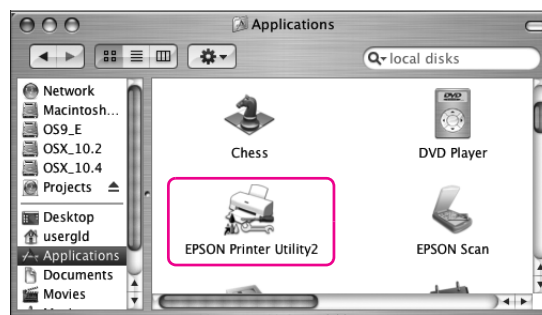 Applications
local disks
Network
Macintosh...
OS9_E
OSX_10.2
OSX_10.4
Projects
Desktop
usergld
Applications
Documents
Movies
Chess
DVD Player
EPSON Printer Utility2
EPSON Scan